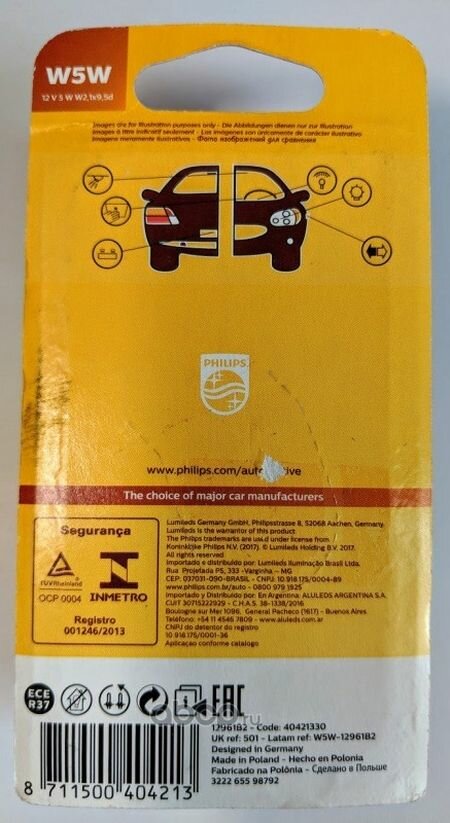 W5W
12 V 5 W W2,1x9,5d
Images are for illustration purposes only - Die Abbildungen dienen nur zur Illustration
Images à titre indicatif seulement - Las imágenes son únicamente de carácter ilustrativo
Imagens meramente ilustrativas - Фото изображений для сравнения
PHILIPS
www.philips.com/automotive
The choice of major car manufacturers
Segurança
TÜVRheinland
OCP 0004
INMETRO
Registro
001246/2013
Lumileds Germany GmbH, Philipsstrasse 8, 52068 Aachen, Germany.
Lumileds is the warrantor of this product.
The Philips trademarks are used under license from
Koninklijke Philips N.V. (2017). © Lumileds Holding B.V. 2017.
All rights reserved.
Importado e distribuído por: Lumileds Iluminação Brasil Ltda.
Rua Projetada P5, 333 - Varginha – MG
CEP: 037031-090-BRASIL - CNPJ: 10.918.175/0004-89
www.philips.com.br/auto - 0800 979 1925
Importado y Distribuido por: En Argentina: ALULEDS ARGENTINA S.A.
CUIT 30715222929 - C.H.A.S. 38-1338/2016
Boulogne sur Mer 1086, General Pacheco (1617) – Buenos Aires
Teléfono: +54 11 4546 7809 - www.aluleds.com.ar
CNPJ do detentor do registro
10.918.175/0001-36
Aplicaçao conforme catálogo
ECE
R37
EAC
12961B2 - Code: 40421330
UK ref: 501 - Latam ref: W5W-12961B2
Designed in Germany
Made in Poland - Hecho en Polonia
Fabricado na Polônia - Сделано в Польше
3222 655 98792
8 711500 404213